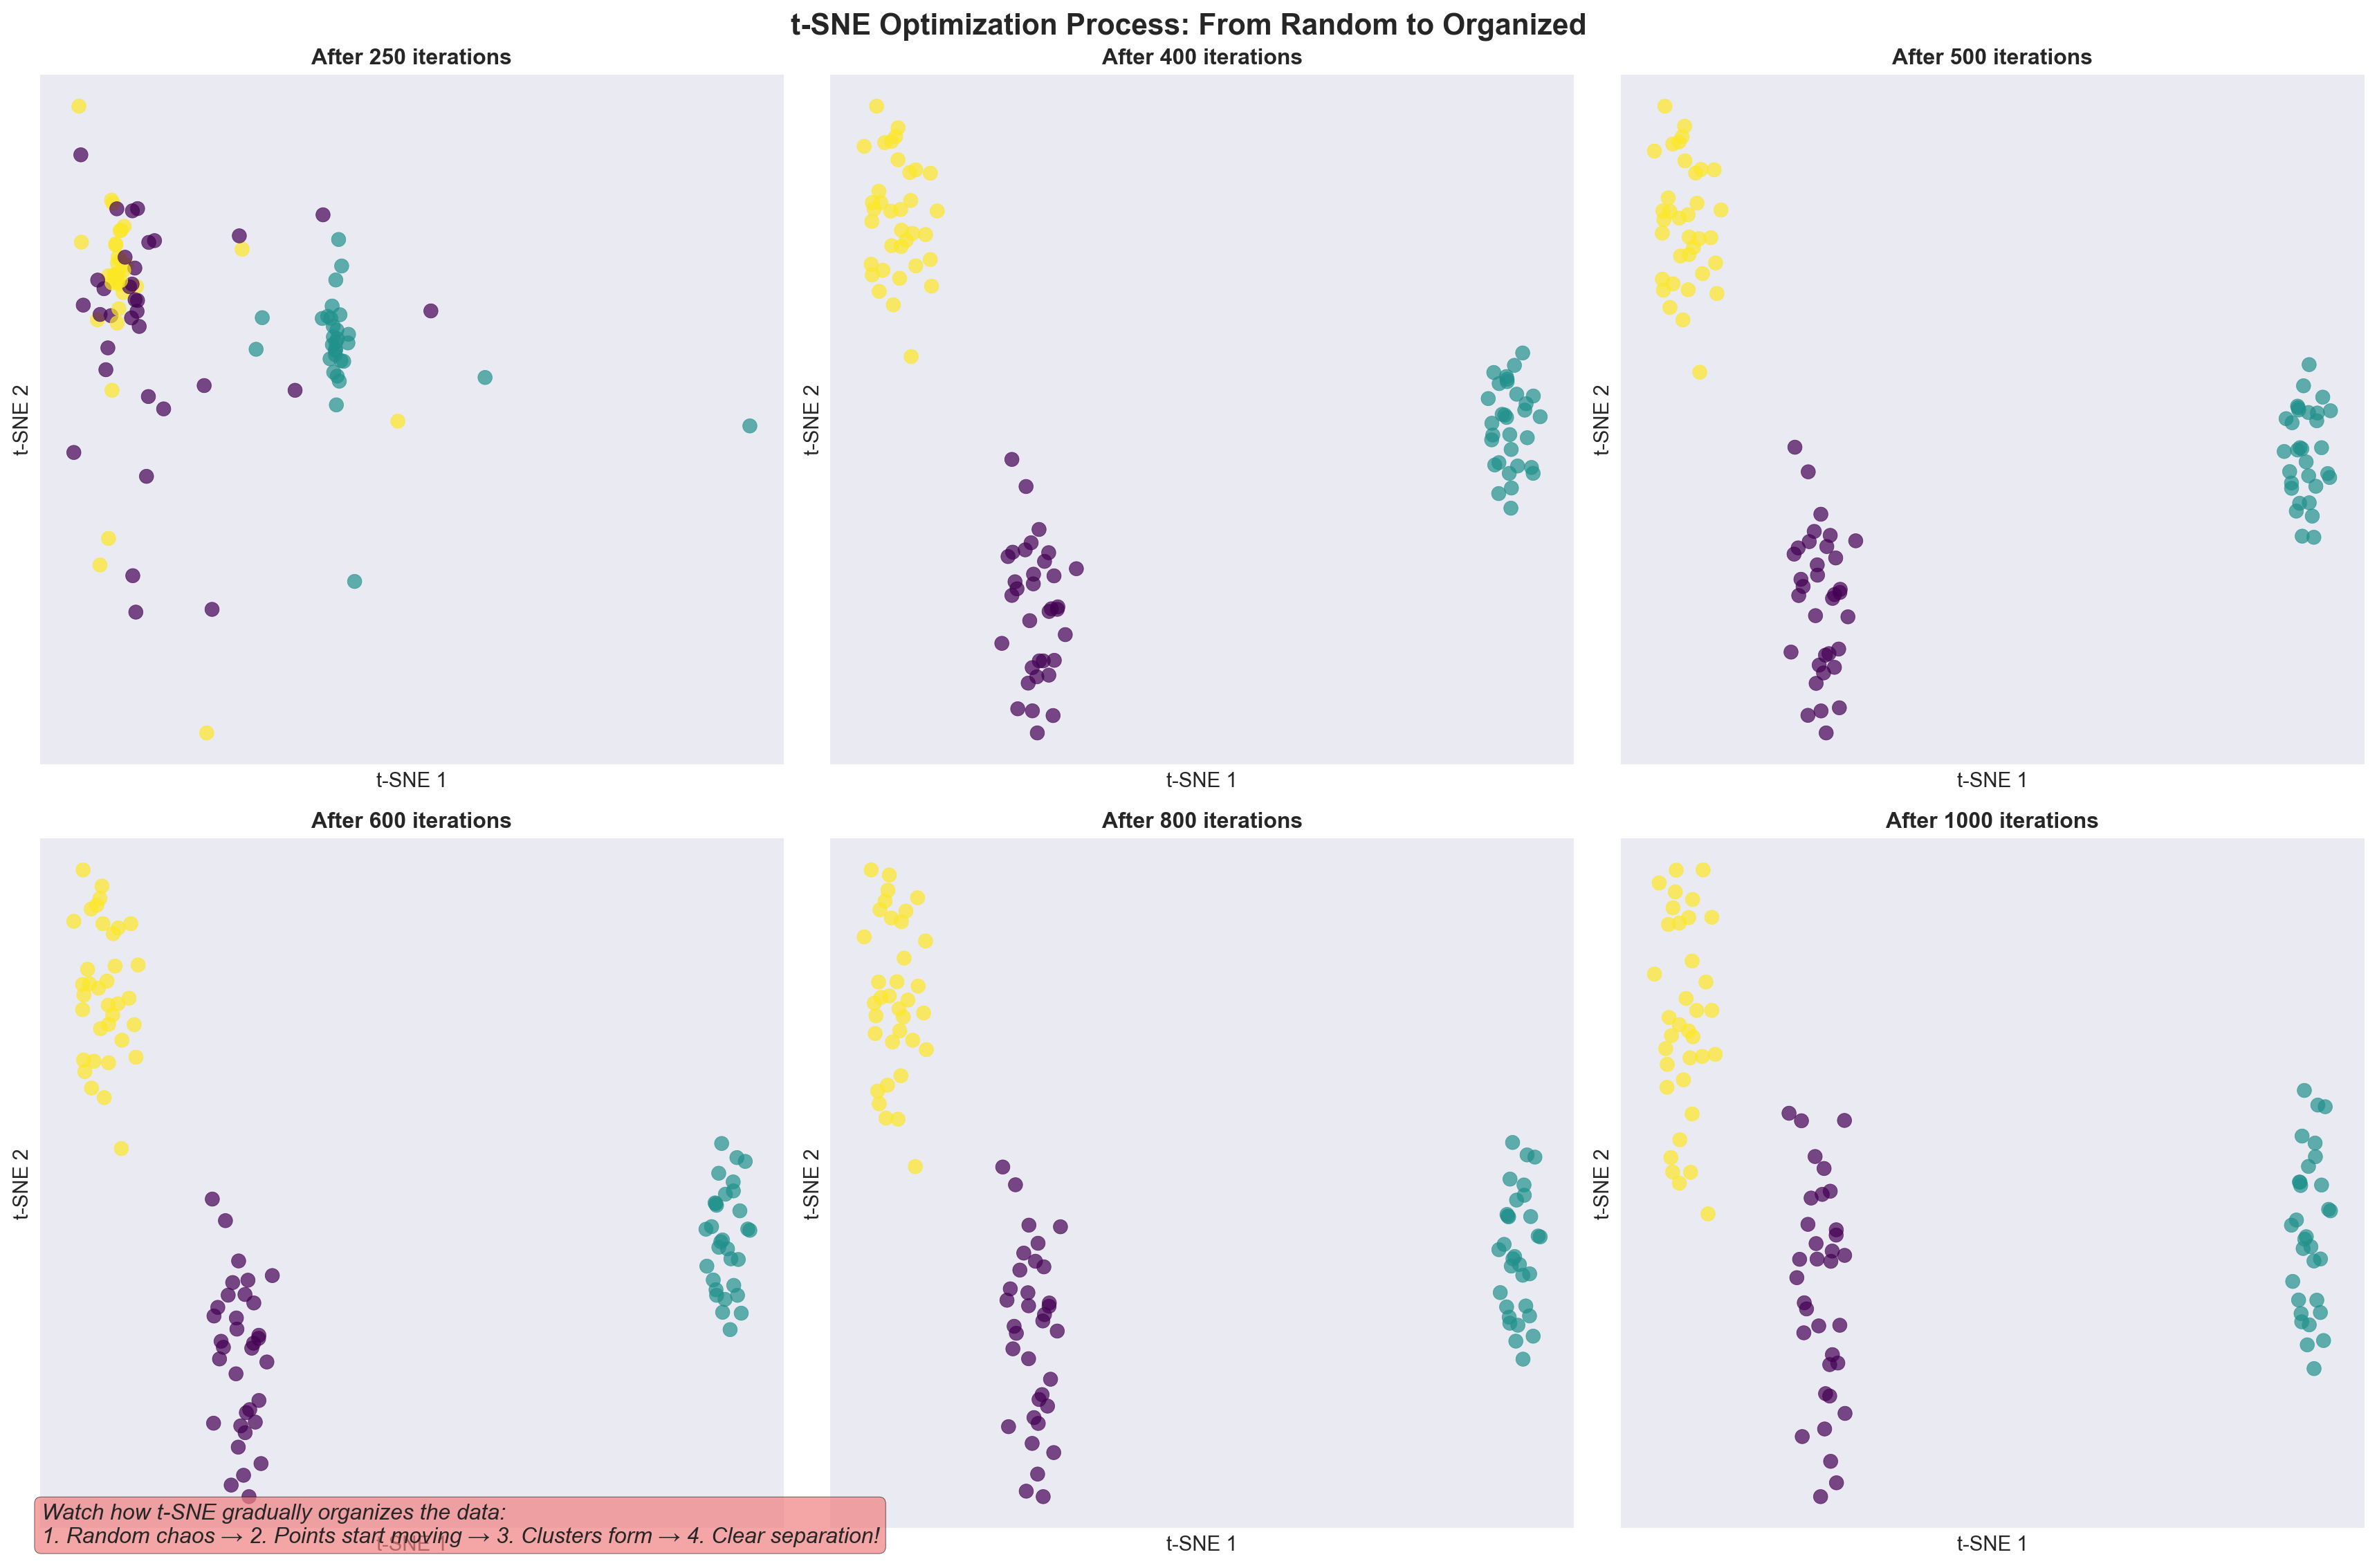 t-SNE Optimization Process: From Random to Organized
After 250 iterations
After 400 iterations
After 500 iterations
t-SNE 2
t-SNE 2
t-SNE 2
t-SNE 1
t-SNE 1
t-SNE 1
After 600 iterations
After 800 iterations
After 1000 iterations
t-SNE 2
t-SNE 2
t-SNE 2
t-SNE 1
t-SNE 1
t-SNE 1
Watch how t-SNE gradually organizes the data:
1. Random chaos → 2. Points start moving → 3. Clusters form → 4. Clear separation!